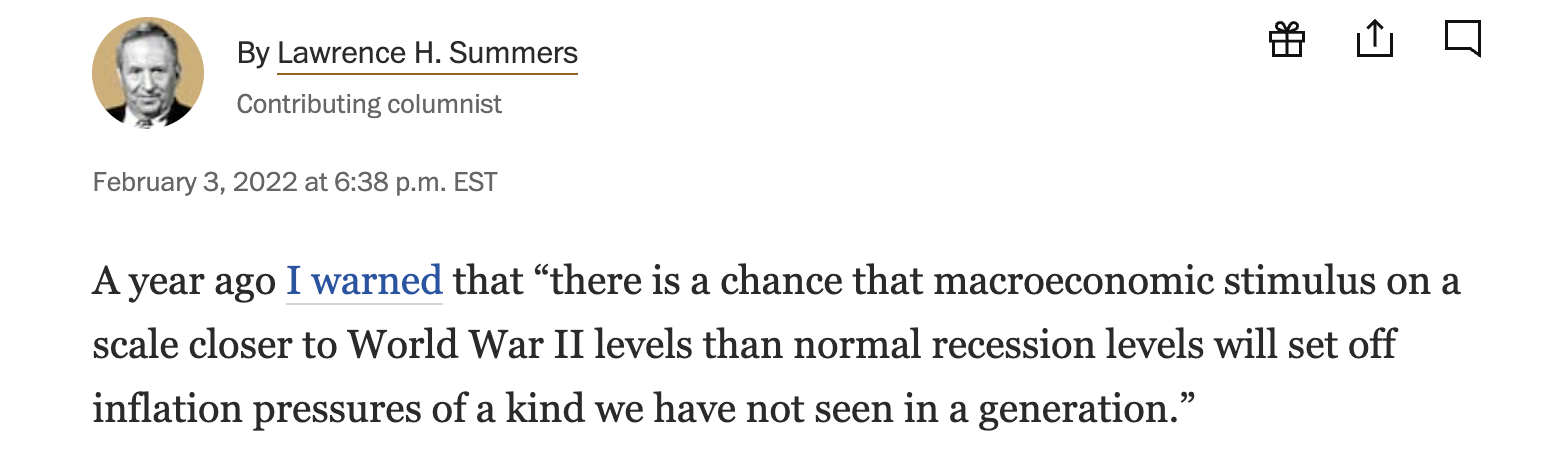 By Lawrence H. Summers
Contributing columnist
February 3, 2022 at 6:38 p.m. EST
A year ago I warned that “there is a chance that macroeconomic stimulus on a
scale closer to World War II levels than normal recession levels will set off
inflation pressures of a kind we have not seen in a generation.”